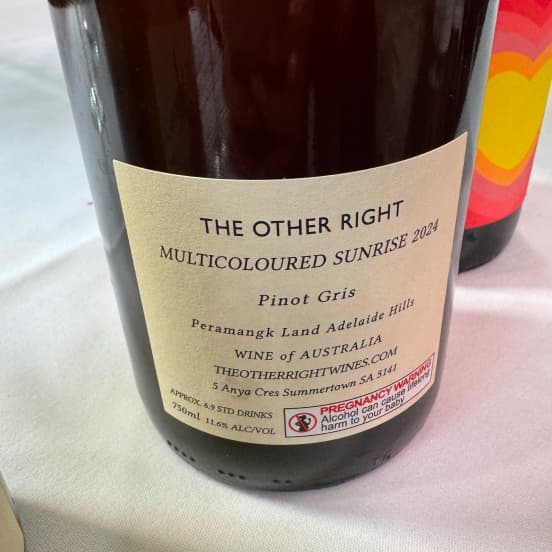 THE OTHER RIGHT
MULTICOLOURED SUNRISE 2024
Pinot Gris
Peramangk Land Adelaide Hills
WINE of AUSTRALIA
THEOTHERRIGHTWINES.COM
5 Anya Cres Summertown SA 5141
APPROX. 6.9 STD DRINKS
750ml 11.6% ALC/VOL
PREGNANCY WARNING
Alcohol can cause lifelong
harm to your baby